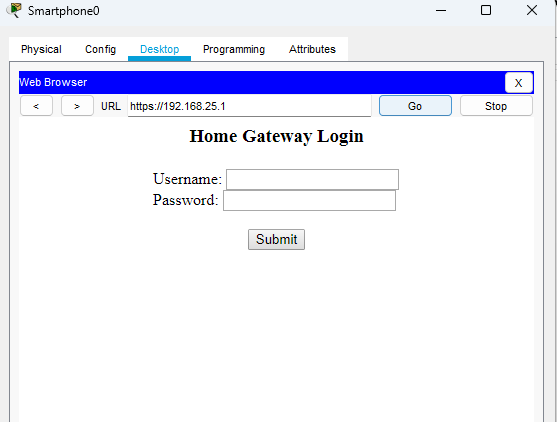 Smartphone0
Physical Config Desktop Programming Attributes
Web Browser X
< > URL https://192.168.25.1 Go Stop
Home Gateway Login
Username:
Password:
Submit